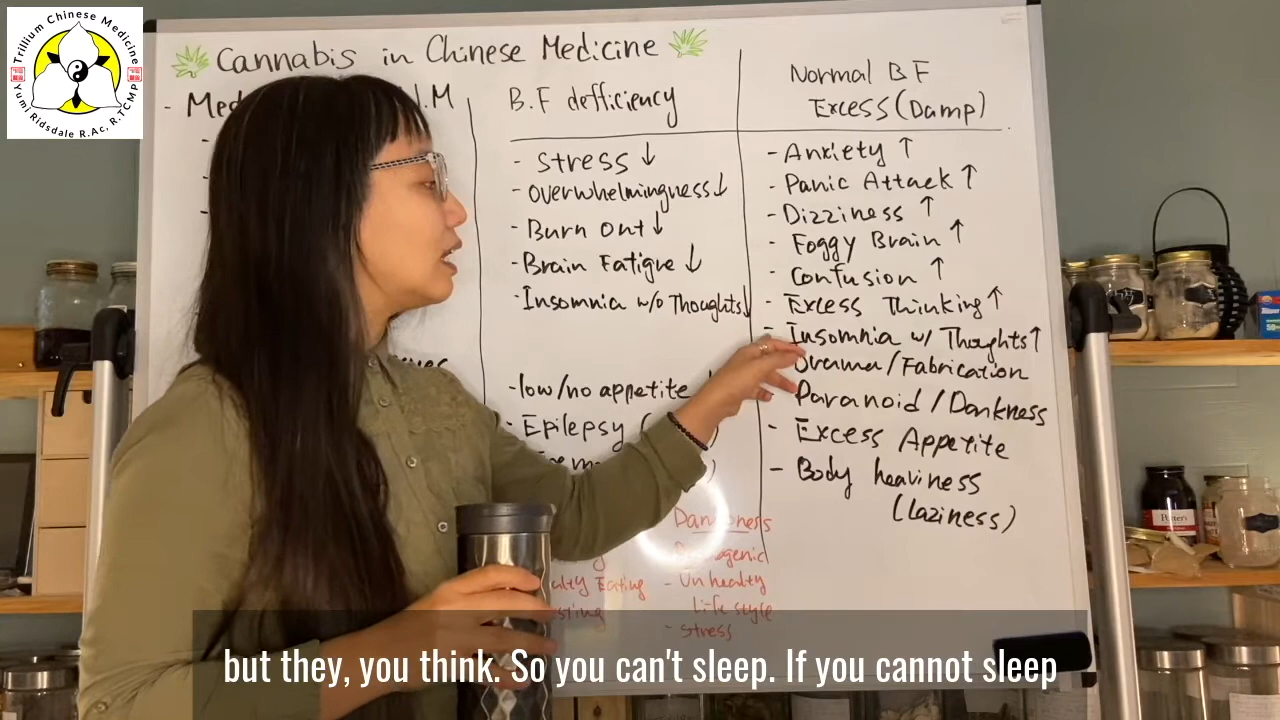 Trillium Chinese Medicine
Yumi Ridsdale R.Ac, R.TCMP
Cannabis in Chinese Medicine
B.F defficiency
- Stress ↓
- overwhelmingness ↓
- Burn Out ↓
- Brain Fatigue ↓
- Insomnia w/o Thoughts ↓
- low/no appetite
- Epilepsy (
Normal B F
Excess (Damp)
- Anxiety ↑
- Panic Attack ↑
- Dizziness ↑
- Foggy Brain ↑
- Confusion ↑
- Excess Thinking ↑
- Insomnia w/ Thoughts ↑
Drama/Fabrication
Paranoid/Darkness
- Excess Appetite
- Body heaviness
(laziness)
Eating
- Unhealty
Life style
- Stress
but they, you think. So you can't sleep. If you cannot sleep